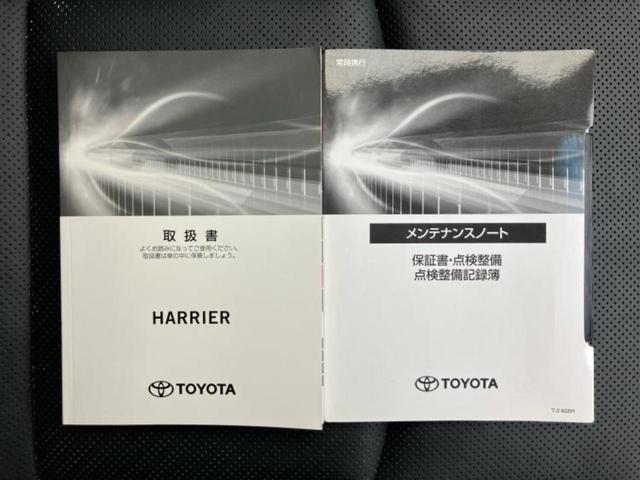 取扱書
よくお読みになってご使用ください。
取扱書は車の中に保管しましょう。
HARRIER
TOYOTA
常時携行
メンテナンスノート
保証書・点検整備
点検整備記録簿
TOYOTA